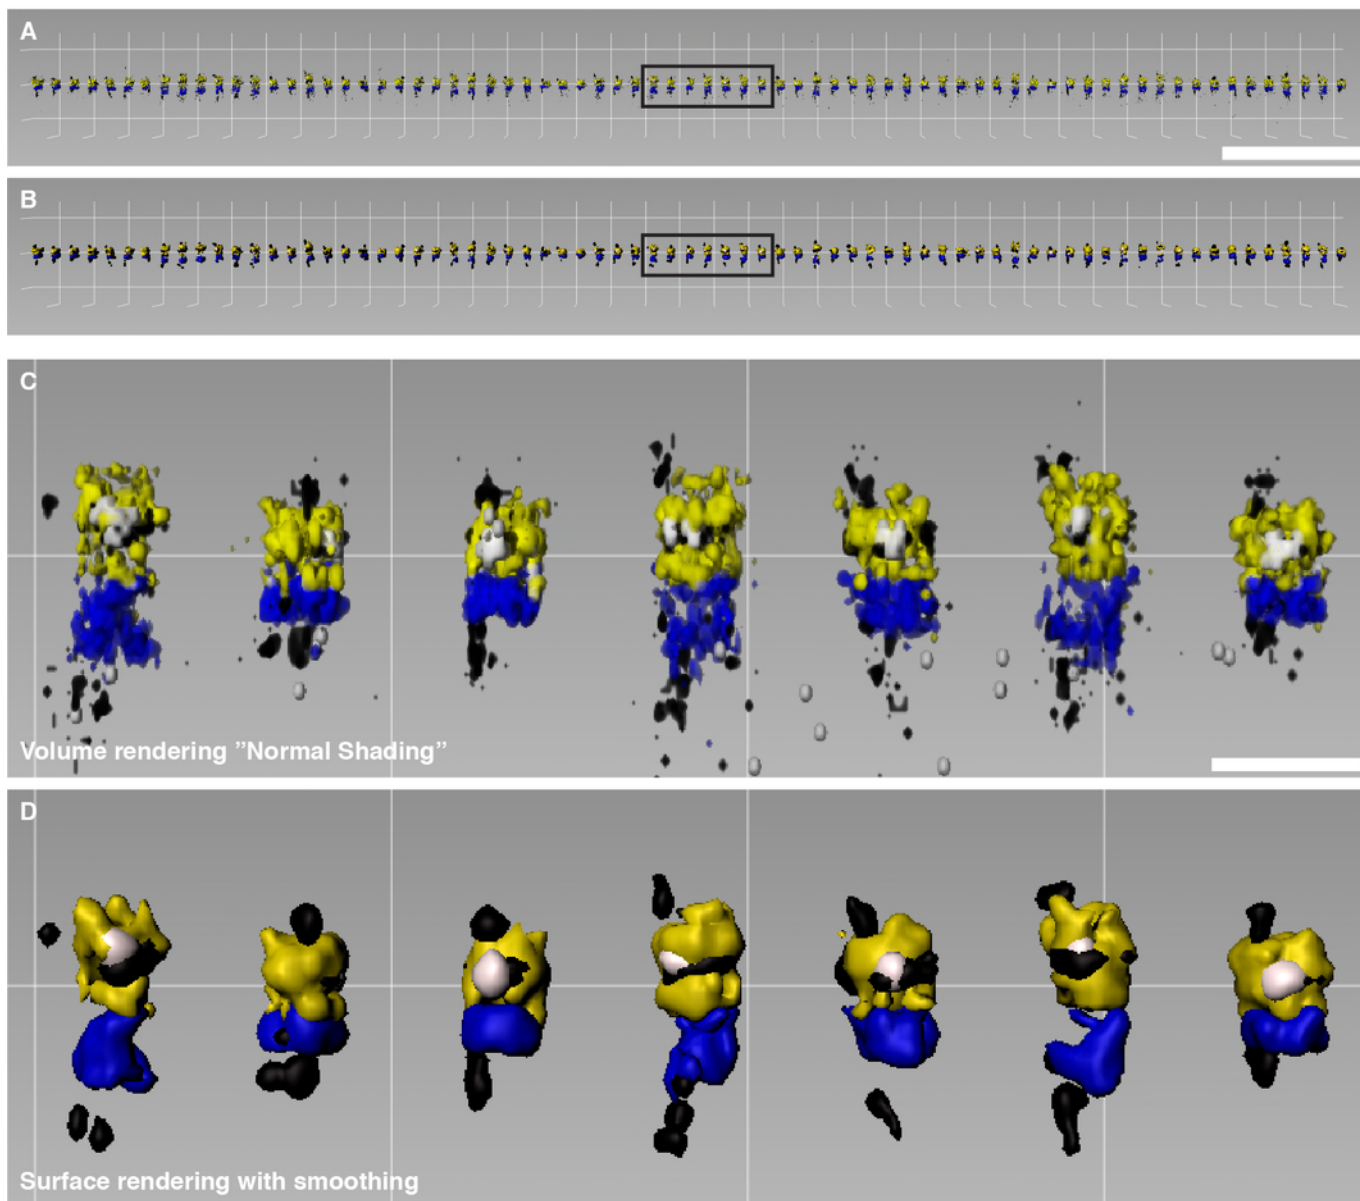 A
B
C
Volume rendering ”Normal Shading”
D
Surface rendering with smoothing